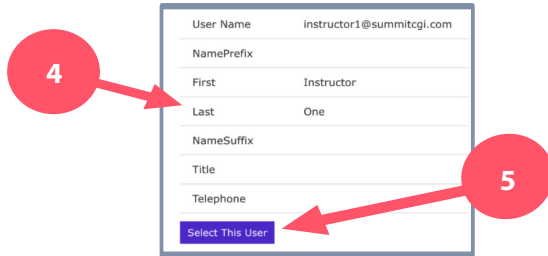 User Name instructor1@summitcgi.com
NamePrefix
4
First Instructor
Last One
NameSuffix
Title
5
Telephone
Select This User